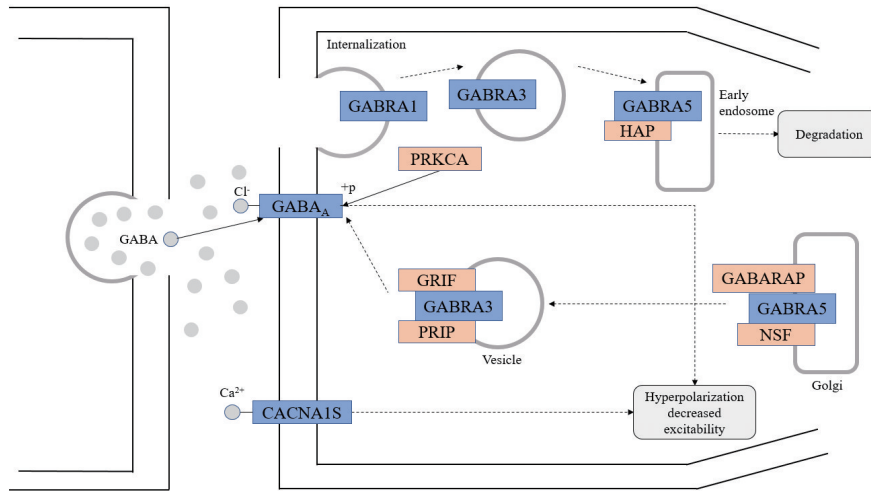 Internalization
GABRA1
GABRA3
GABRA5
HAP
Early
endosome
Degradation
PRKCA
+p
Cl-
GABAA
GABA
GRIF
GABRA3
PRIP
Vesicle
GABARAP
GABRA5
NSF
Golgi
Ca2+
CACNA1S
Hyperpolarization
decreased
excitability